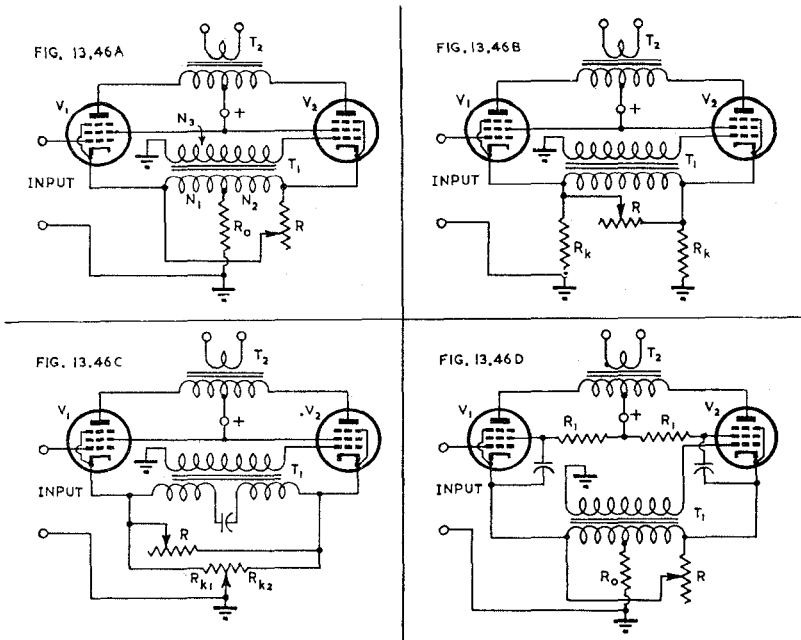 FIG. 13.46A
T₂
V₁
V₂
+
N₃
T₁
INPUT
N₁
N₂
R₀
R
FIG. 13.46B
T₂
V₁
V₂
+
T₁
INPUT
R
Rₖ
Rₖ
FIG. 13.46C
T₂
V₁
V₂
+
T₁
INPUT
R
Rₖ₁
Rₖ₂
FIG. 13.46D
T₂
V₁
V₂
+
R₁
R₁
INPUT
T₁
R₀
R